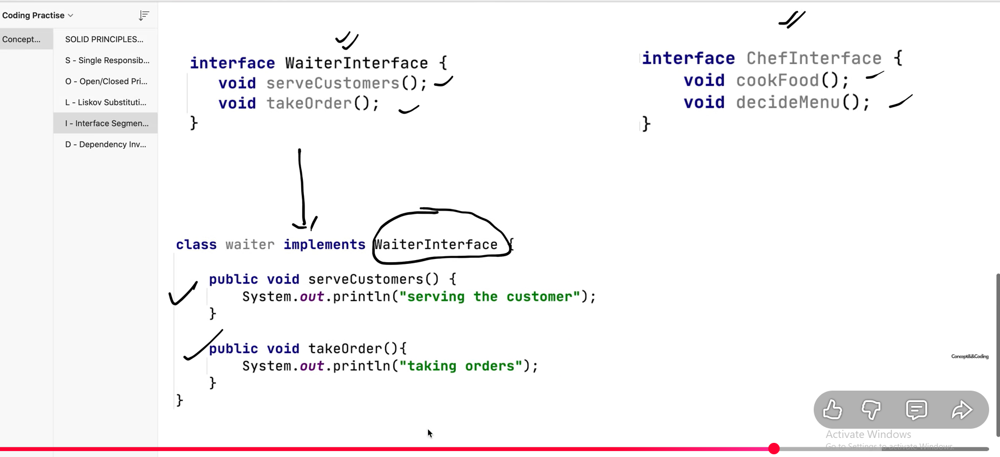 Coding Practise
Concept...
SOLID PRINCIPLES...
S - Single Responsib...
O - Open/Closed Pri...
L - Liskov Substituti...
I - Interface Segmen...
D - Dependency Inv...
interface WaiterInterface {
void serveCustomers();
void takeOrder();
}
interface ChefInterface {
void cookFood();
void decideMenu();
}
class waiter implements WaiterInterface {
public void serveCustomers() {
System.out.println("serving the customer");
}
public void takeOrder(){
System.out.println("taking orders");
}
}
Concept&&Coding
Activate Windows
Go to Settings to activate Windows.